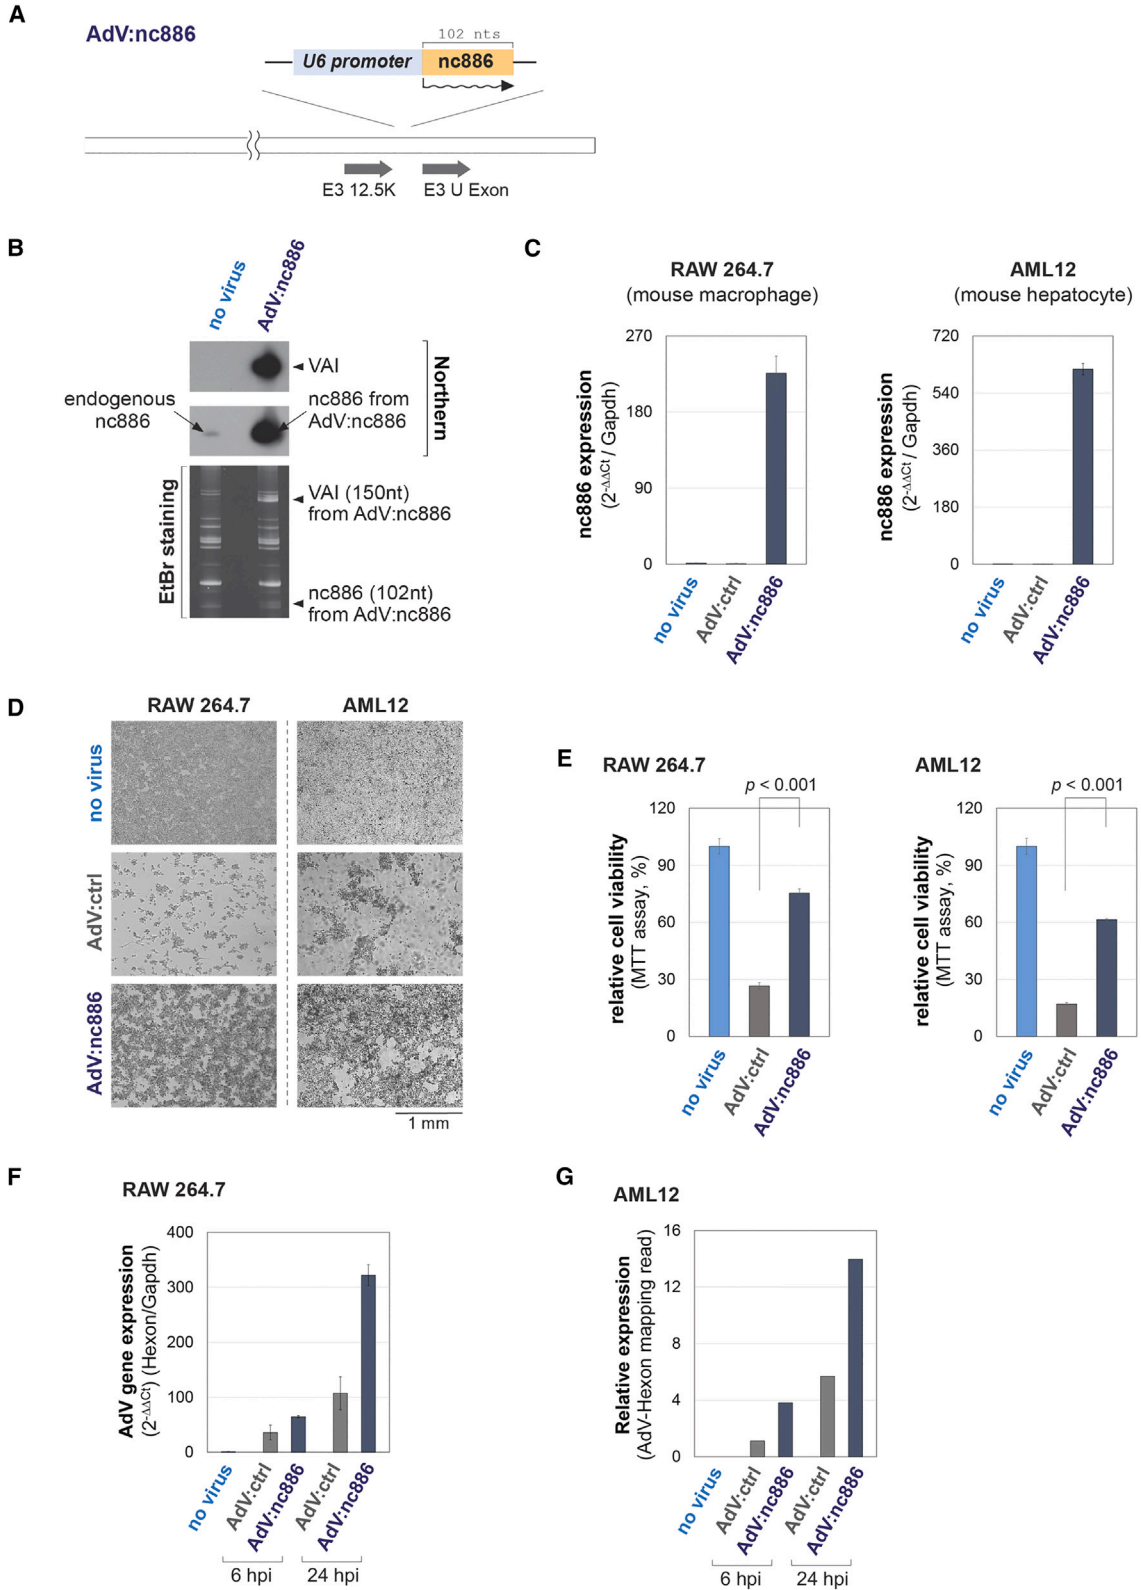 A
AdV:nc886
102 nts
U6 promoter
nc886
E3 12.5K
E3 U Exon
B
no virus
AdV:nc886
VAI
endogenous
nc886
nc886 from
AdV:nc886
Northern
EtBr staining
VAI (150nt)
from AdV:nc886
nc886 (102nt)
from AdV:nc886
C
RAW 264.7
(mouse macrophage)
nc886 expression
(2-ΔΔCt / Gapdh)
270
180
90
0
no virus
AdV:ctrl
AdV:nc886
AML12
(mouse hepatocyte)
nc886 expression
(2-ΔΔCt / Gapdh)
720
540
360
180
0
no virus
AdV:ctrl
AdV:nc886
D
RAW 264.7
AML12
no virus
AdV:ctrl
AdV:nc886
1 mm
E
RAW 264.7
p < 0.001
relative cell viability
(MTT assay, %)
120
90
60
30
0
no virus
AdV:ctrl
AdV:nc886
AML12
p < 0.001
relative cell viability
(MTT assay, %)
120
90
60
30
0
no virus
AdV:ctrl
AdV:nc886
F
RAW 264.7
AdV gene expression
(2-ΔΔCt) (Hexon/Gapdh)
400
300
200
100
0
no virus
AdV:ctrl
AdV:nc886
AdV:ctrl
AdV:nc886
6 hpi
24 hpi
G
AML12
Relative expression
(AdV-Hexon mapping read)
16
12
8
4
0
no virus
AdV:ctrl
AdV:nc886
AdV:ctrl
AdV:nc886
6 hpi
24 hpi